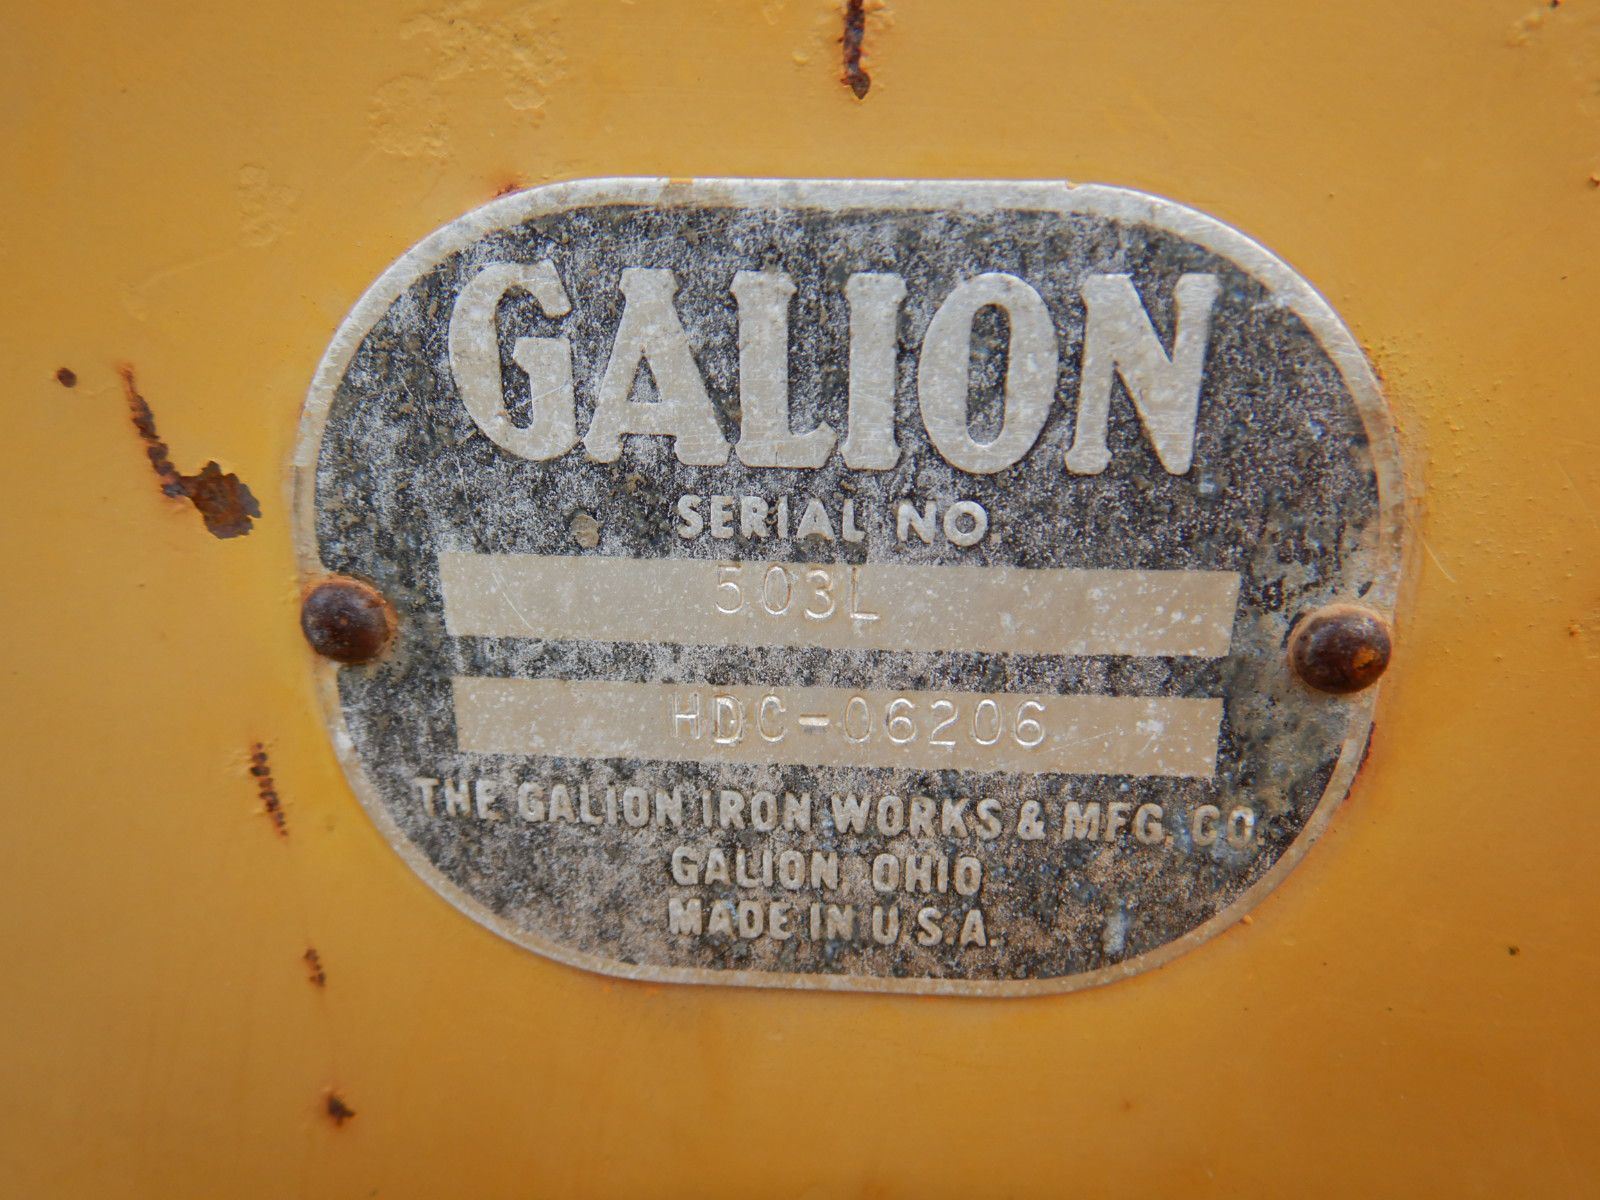 GALION
SERIAL NO.
503L
HDC-06206
THE GALION IRON WORKS & MFG. CO.
GALION, OHIO
MADE IN U.S.A.